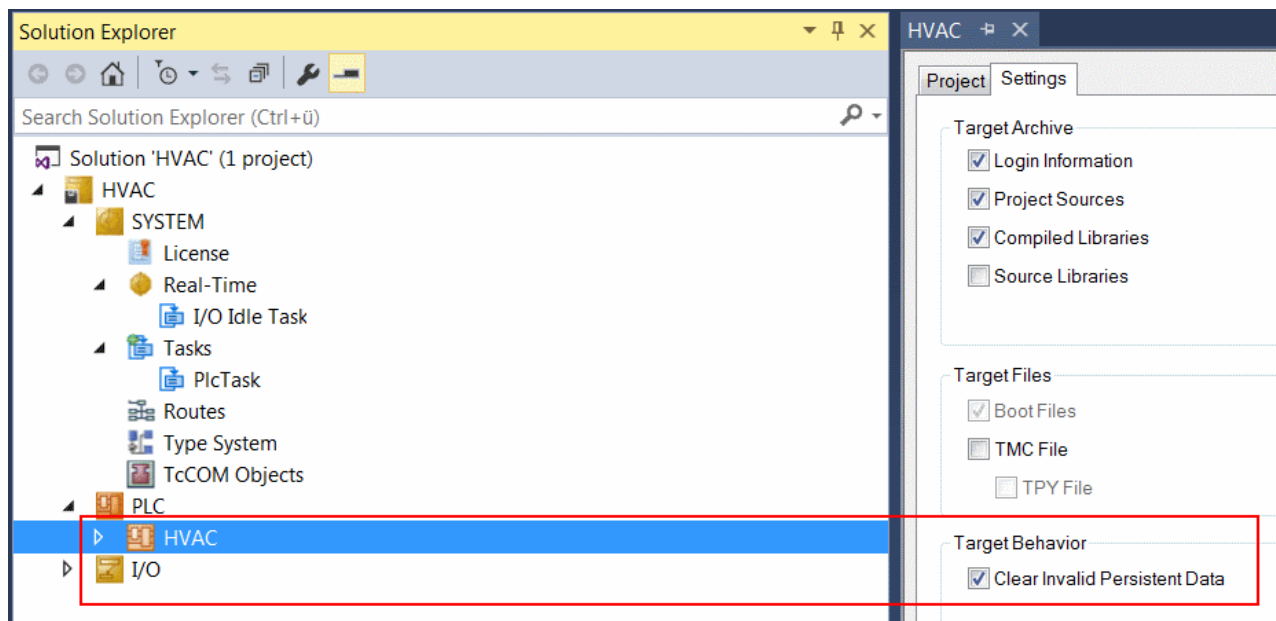 Solution Explorer
Search Solution Explorer (Ctrl+ü)
Solution 'HVAC' (1 project)
HVAC
SYSTEM
License
Real-Time
I/O Idle Task
Tasks
PlcTask
Routes
Type System
TcCOM Objects
PLC
HVAC
I/O
HVAC
Project Settings
Target Archive
Login Information
Project Sources
Compiled Libraries
Source Libraries
Target Files
Boot Files
TMC File
TPY File
Target Behavior
Clear Invalid Persistent Data